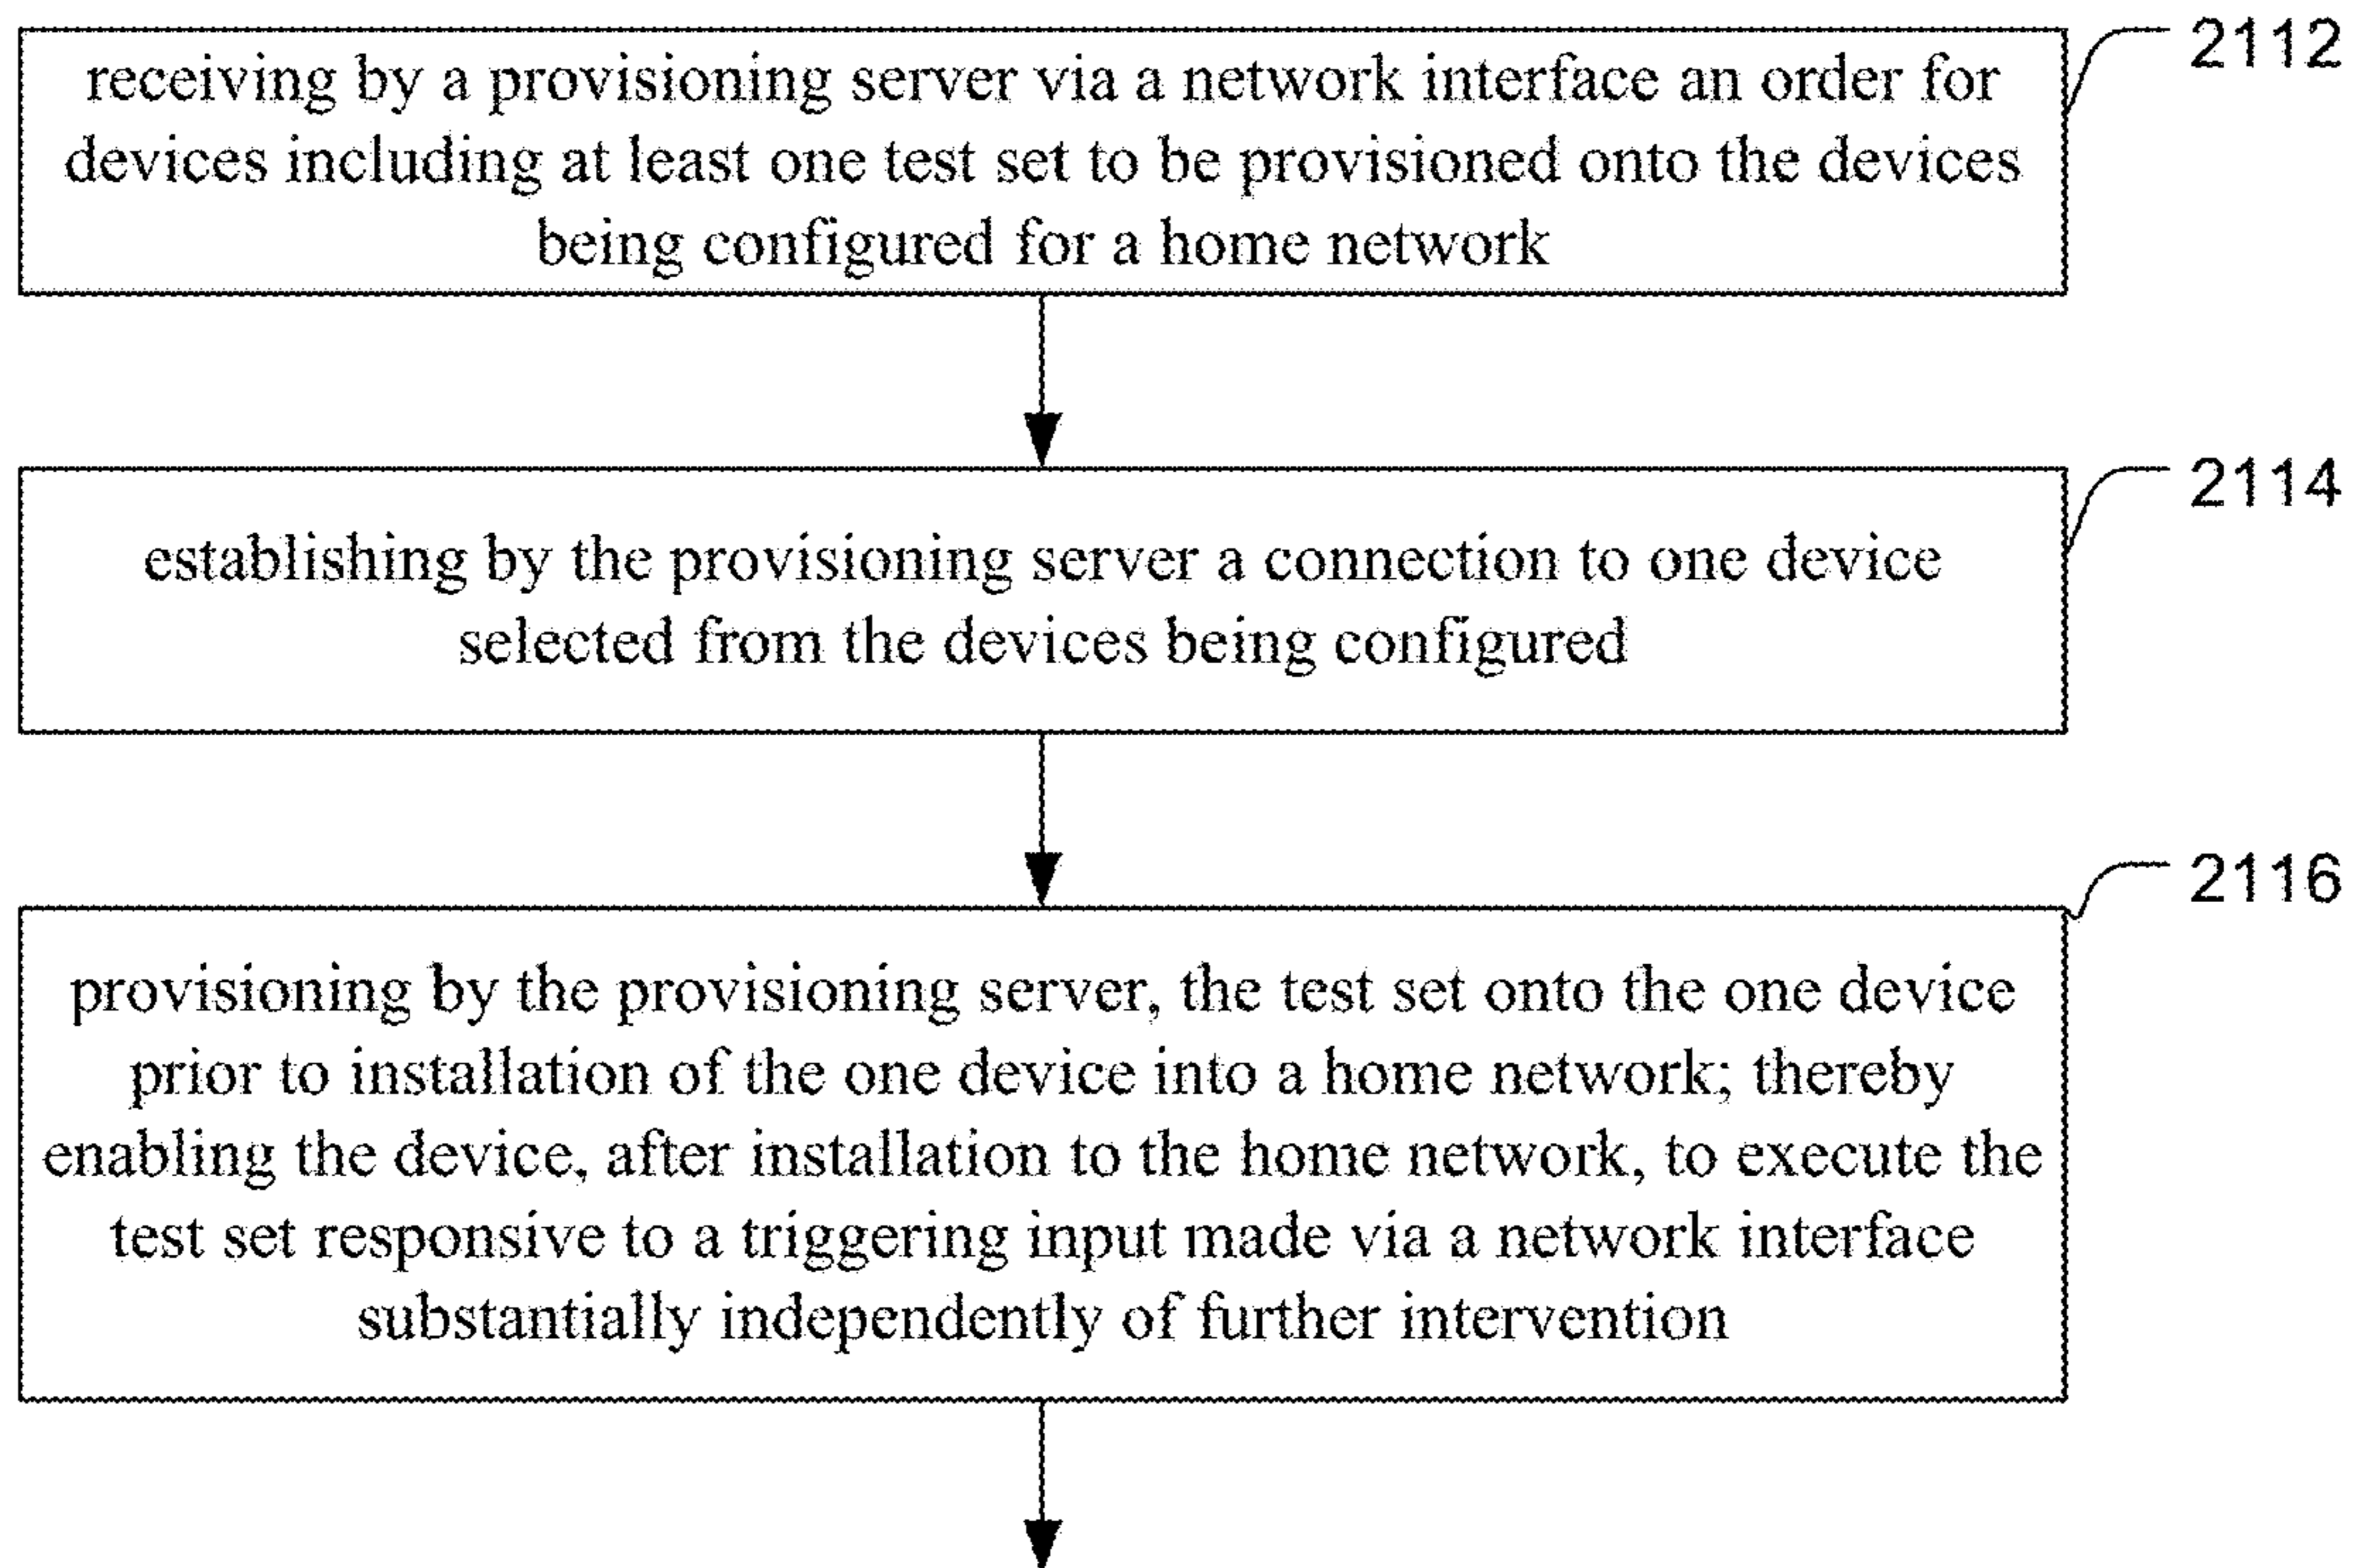 2112
receiving by a provisioning server via a network interface an order for
devices including at least one test set to be provisioned onto the devices
being configured for a home network
2114
establishing by the provisioning server a connection to one device
selected from the devices being configured
2116
provisioning by the provisioning server, the test set onto the one device
prior to installation of the one device into a home network; thereby
enabling the device, after installation to the home network, to execute the
test set responsive to a triggering input made via a network interface
substantially independently of further intervention